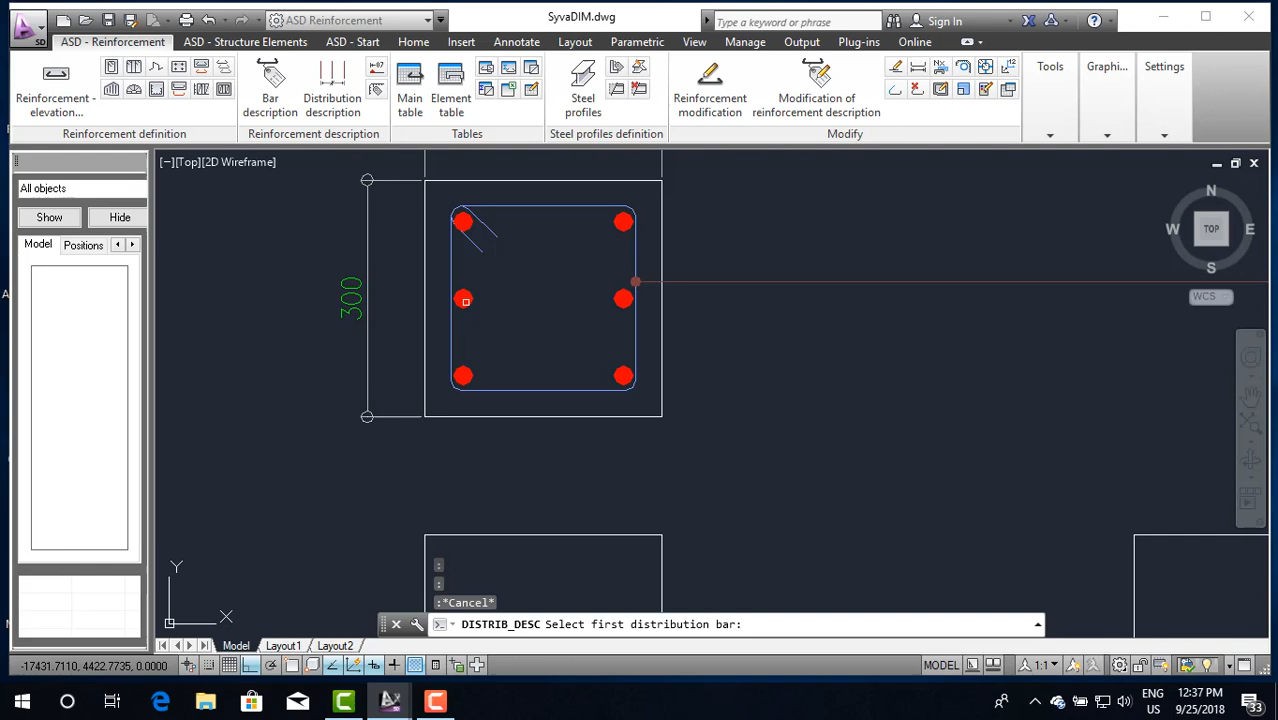 5D
ASD Reinforcement
SyvaDIM.dwg
Type a keyword or phrase
Sign In
ASD - Reinforcement
ASD - Structure Elements
ASD - Start
Home
Insert
Annotate
Layout
Parametric
View
Manage
Output
Plug-ins
Online
Reinforcement - elevation...
Bar description
Distribution description
Main table
Element table
Steel profiles
Reinforcement modification
Modification of reinforcement description
Tools
Graphi...
Settings
Reinforcement definition
Reinforcement description
Tables
Steel profiles definition
Modify
[−][Top][2D Wireframe]
All objects
Show
Hide
Model
Positions
300
N
W
TOP
E
S
WCS
Y
X
:
:
:*Cancel*
DISTRIB_DESC Select first distribution bar:
Model
Layout1
Layout2
-17431.7110, 4422.7735, 0.0000
MODEL
1:1
ENG
US
12:37 PM
9/25/2018
33